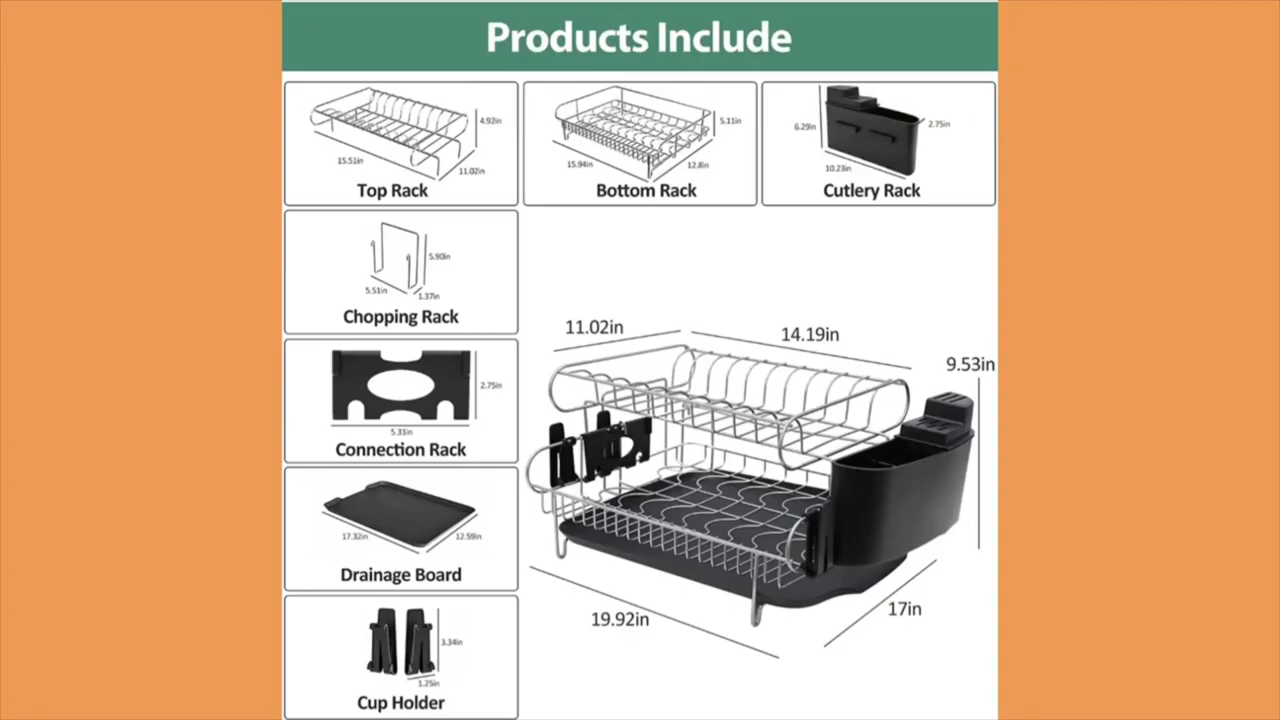 Products Include
4.92in
15.51in
11.02in
Top Rack
5.11in
15.94in
12.8in
Bottom Rack
6.29in
2.75in
10.23in
Cutlery Rack
5.90in
5.51in
1.37in
Chopping Rack
2.75in
5.31in
Connection Rack
17.32in
12.59in
Drainage Board
3.34in
1.25in
Cup Holder
11.02in
14.19in
9.53in
19.92in
17in